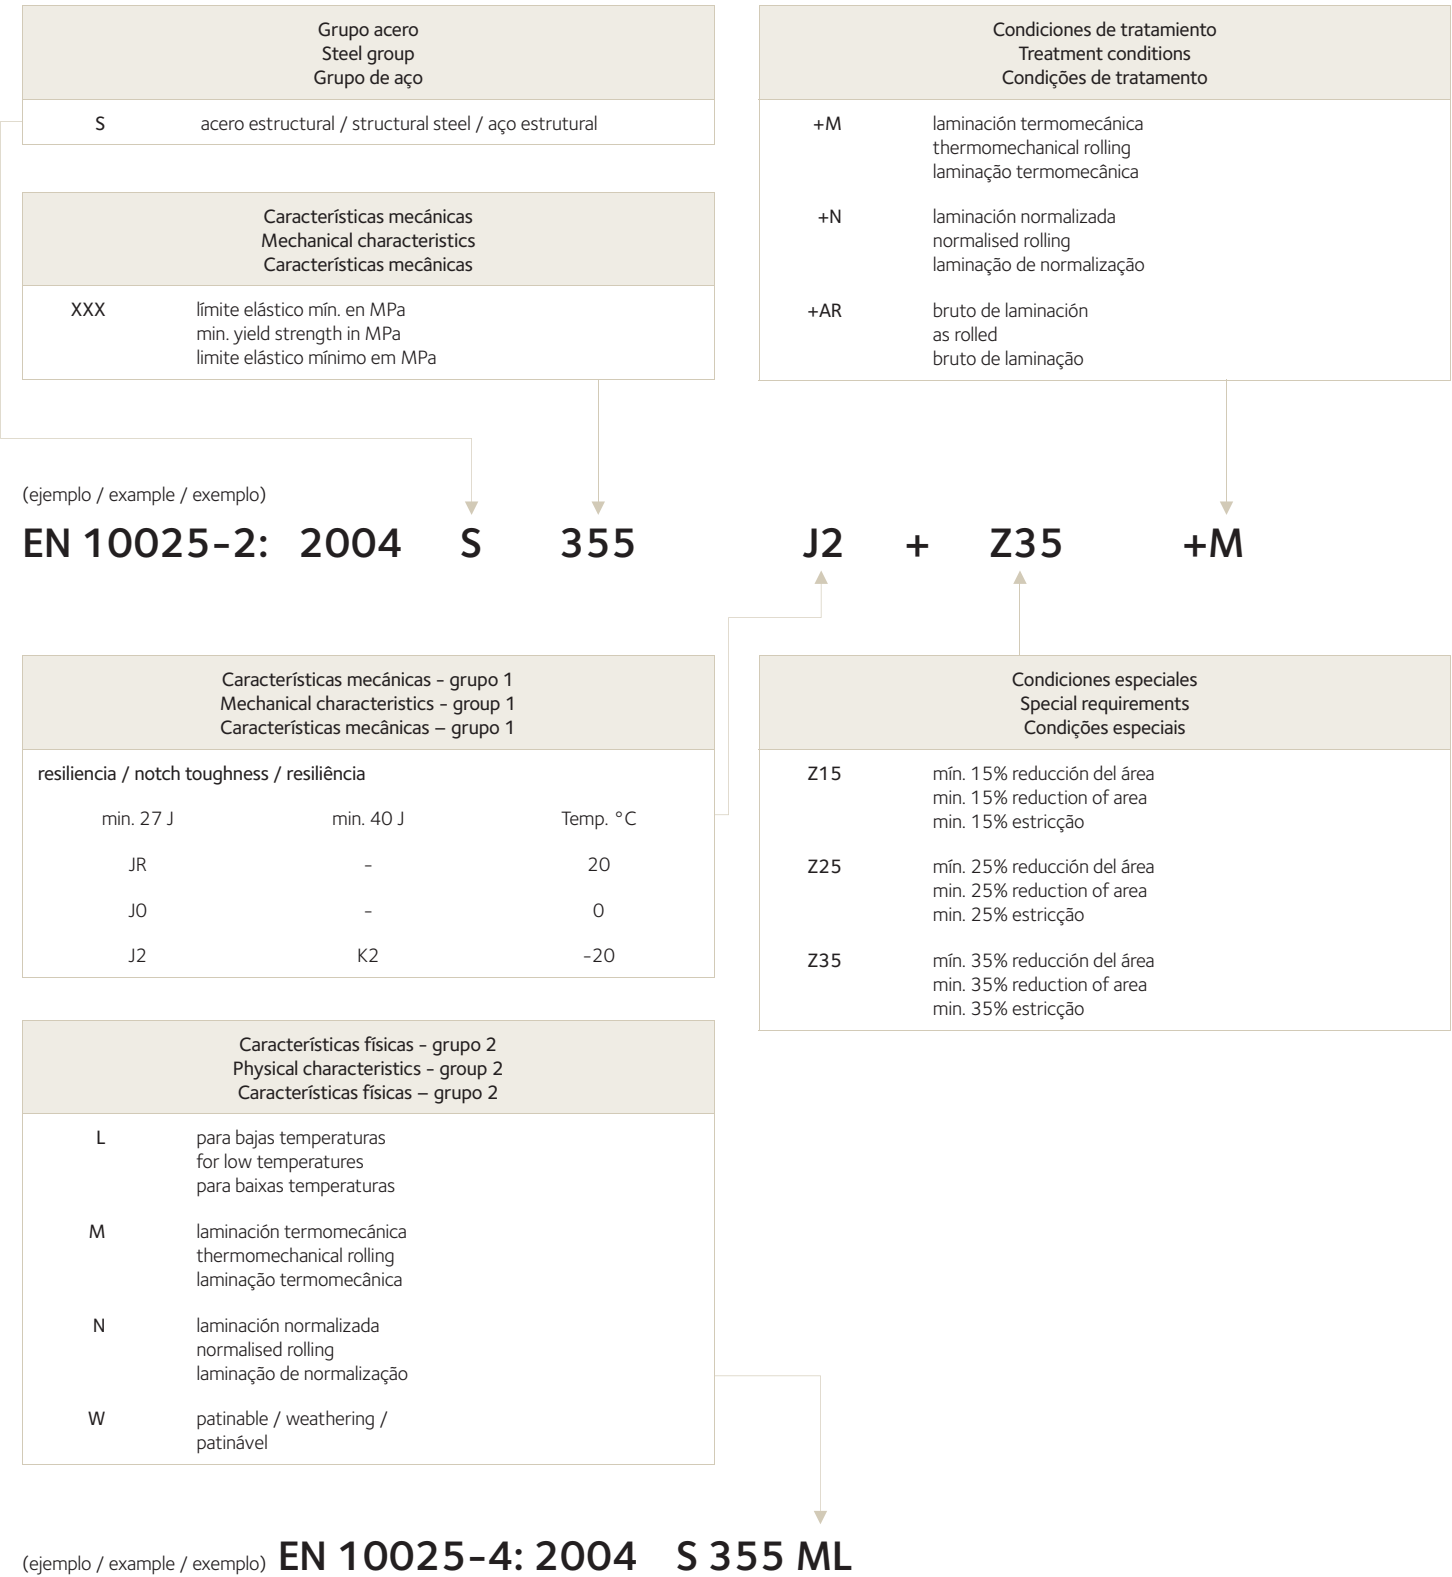 Grupo acero
Steel group
Grupo de aço
S acero estructural / structural steel / aço estrutural
Características mecánicas
Mechanical characteristics
Características mecânicas
XXX límite elástico mín. en MPa
min. yield strength in MPa
limite elástico mínimo em MPa
Condiciones de tratamiento
Treatment conditions
Condições de tratamento
+M laminación termomecánica
thermomechanical rolling
laminação termomecânica
+N laminación normalizada
normalised rolling
laminação de normalização
+AR bruto de laminación
as rolled
bruto de laminação
(ejemplo / example / exemplo)
EN 10025-2: 2004 S 355 J2 + Z35 +M
Características mecánicas - grupo 1
Mechanical characteristics - group 1
Características mecânicas – grupo 1
resiliencia / notch toughness / resiliência
min. 27 J min. 40 J Temp. °C
JR - 20
J0 - 0
J2 K2 -20
Condiciones especiales
Special requirements
Condições especiais
Z15 mín. 15% reducción del área
min. 15% reduction of area
min. 15% estricção
Z25 mín. 25% reducción del área
min. 25% reduction of area
min. 25% estricção
Z35 mín. 35% reducción del área
min. 35% reduction of area
min. 35% estricção
Características físicas - grupo 2
Physical characteristics - group 2
Características físicas – grupo 2
L para bajas temperaturas
for low temperatures
para baixas temperaturas
M laminación termomecánica
thermomechanical rolling
laminação termomecânica
N laminación normalizada
normalised rolling
laminação de normalização
W patinable / weathering /
patinável
(ejemplo / example / exemplo) EN 10025-4: 2004 S 355 ML